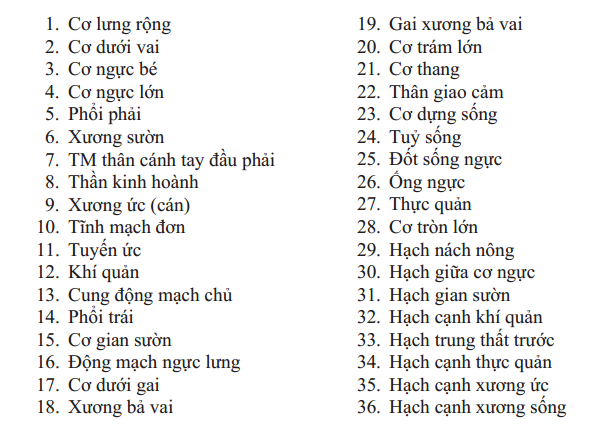 1. Cơ lưng rộng
2. Cơ dưới vai
3. Cơ ngực bé
4. Cơ ngực lớn
5. Phổi phải
6. Xương sườn
7. TM thân cánh tay đầu phải
8. Thần kinh hoành
9. Xương ức (cán)
10. Tĩnh mạch đơn
11. Tuyến ức
12. Khí quản
13. Cung động mạch chủ
14. Phổi trái
15. Cơ gian sườn
16. Động mạch ngực lưng
17. Cơ dưới gai
18. Xương bả vai
19. Gai xương bả vai
20. Cơ trám lớn
21. Cơ thang
22. Thân giao cảm
23. Cơ dựng sống
24. Tuỷ sống
25. Đốt sống ngực
26. Ống ngực
27. Thực quản
28. Cơ tròn lớn
29. Hạch nách nông
30. Hạch giữa cơ ngực
31. Hạch gian sườn
32. Hạch cạnh khí quản
33. Hạch trung thất trước
34. Hạch cạnh thực quản
35. Hạch cạnh xương ức
36. Hạch cạnh xương sống